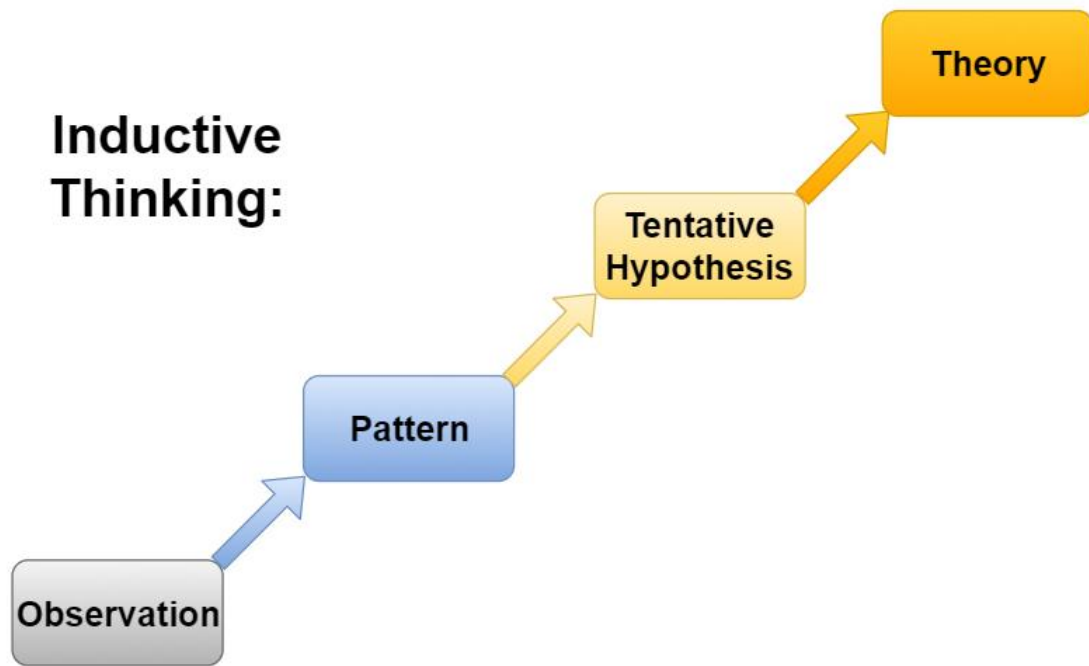 Inductive
Thinking:
Theory
Tentative
Hypothesis
Pattern
Observation